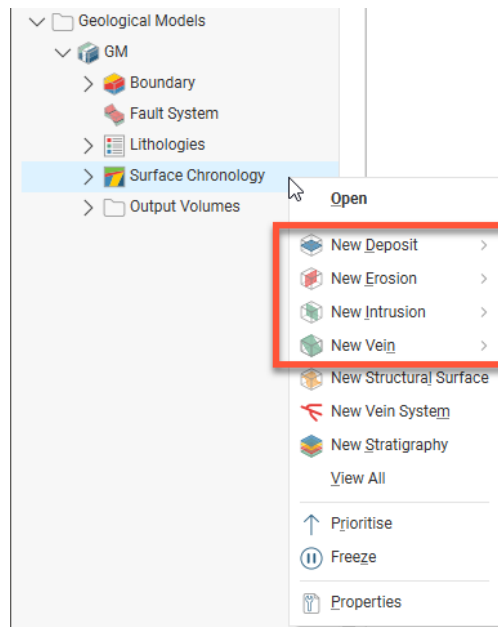 Geological Models
GM
Boundary
Fault System
Lithologies
Surface Chronology
Output Volumes
Open
New Deposit
New Erosion
New Intrusion
New Vein
New Structural Surface
New Vein System
New Stratigraphy
View All
Prioritise
Freeze
Properties